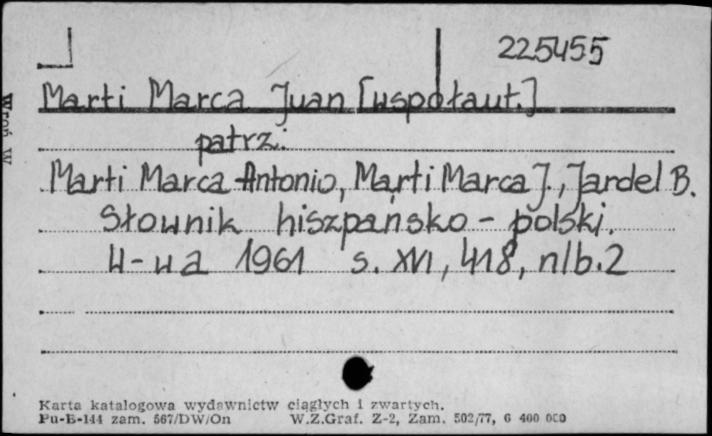 225455
Marti Marca Juan [współaut.]
patrz:
Marti Marca Antonio, Marti Marca J., Jardel B.
Słownik hiszpańsko - polski.
W-wa 1961 s. XVI, 418, nlb. 2
Karta katalogowa wydawnictw ciągłych i zwartych.
Pu-B-144 zam. 567/DW/On W.Z.Graf. Z-2, Zam. 502/77, 6 400 000